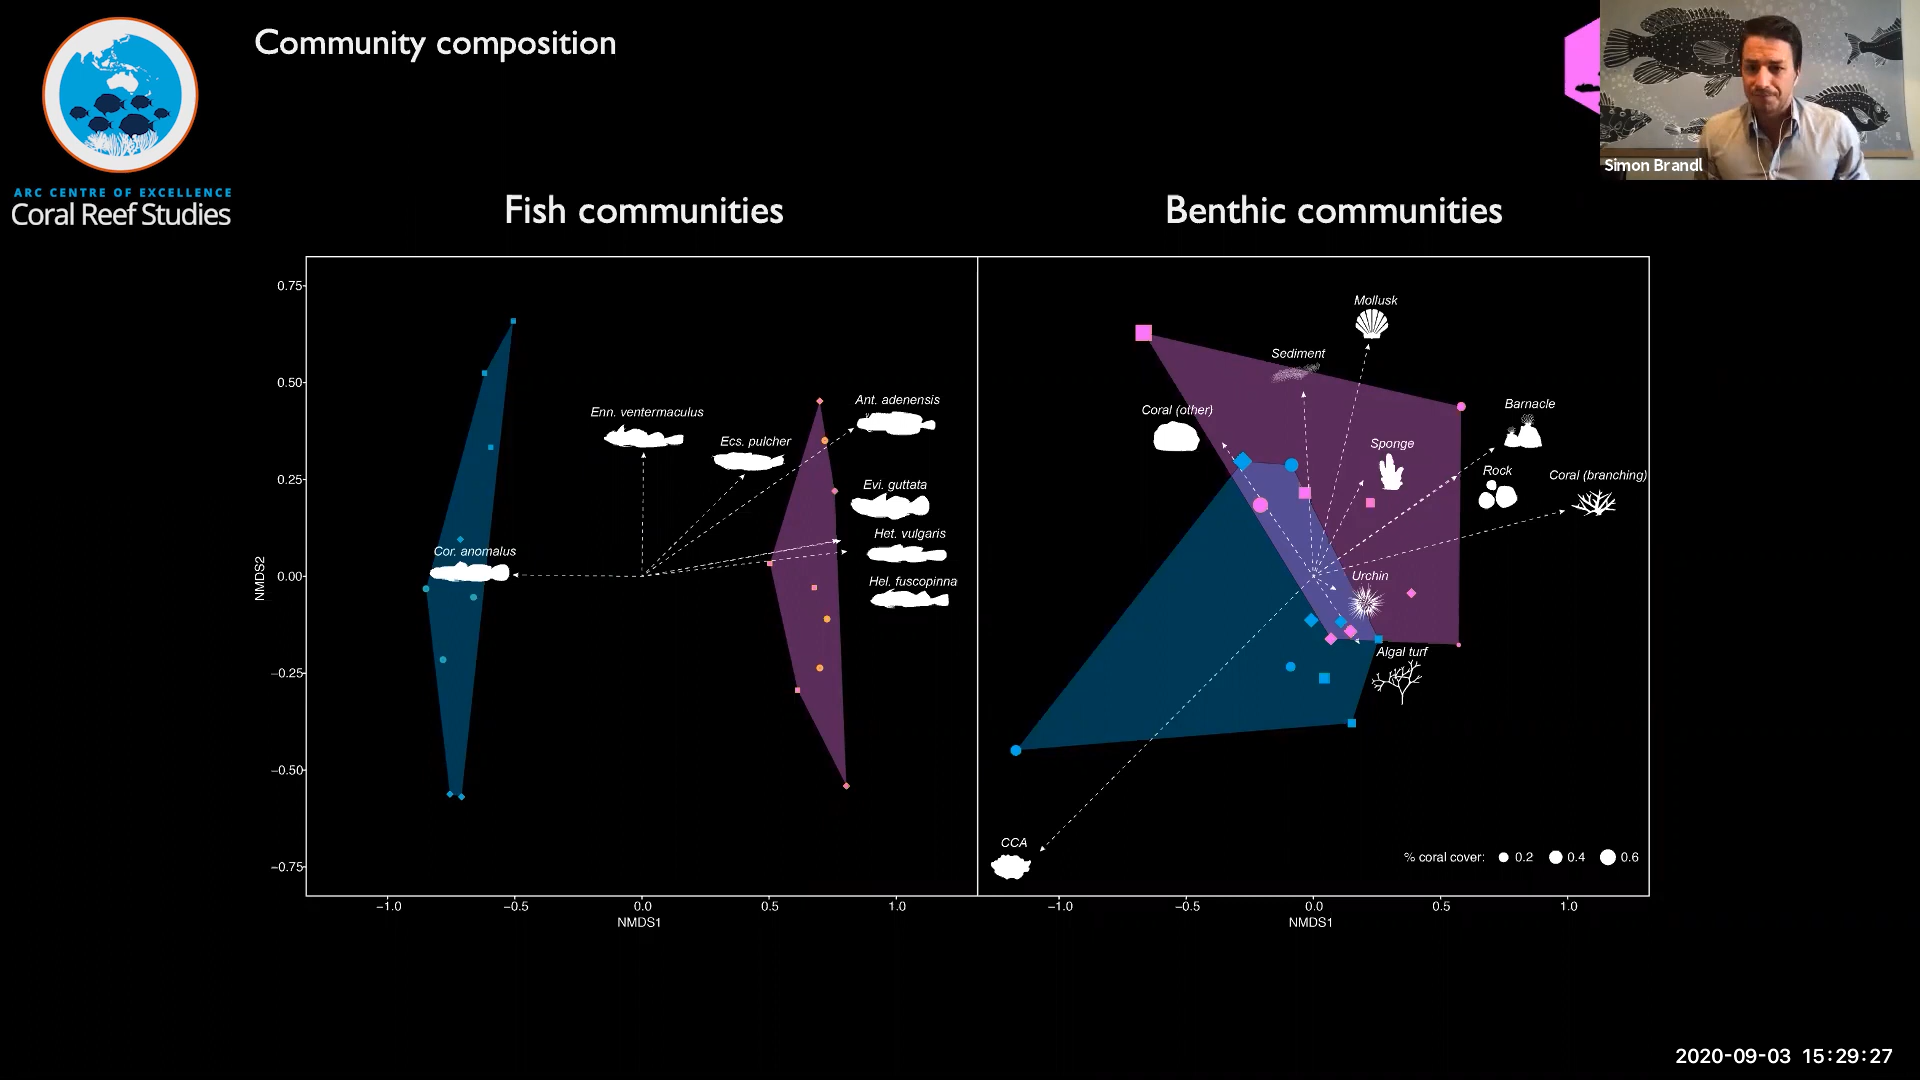 Community composition
ARC CENTRE OF EXCELLENCE
Coral Reef Studies
Simon Brandl
Fish communities
Benthic communities
0.75
0.50
0.25
0.00
−0.25
−0.50
−0.75
NMDS2
Enn. ventermaculus
Ecs. pulcher
Ant. adenensis
Evi. guttata
Het. vulgaris
Hel. fuscopinna
Cor. anomalus
−1.0
−0.5
0.0
0.5
1.0
NMDS1
Mollusk
Sediment
Coral (other)
Barnacle
Sponge
Rock
Coral (branching)
Urchin
Algal turf
CCA
% coral cover: 0.2 0.4 0.6
−1.0
−0.5
0.0
0.5
1.0
NMDS1
2020-09-03 15:29:27